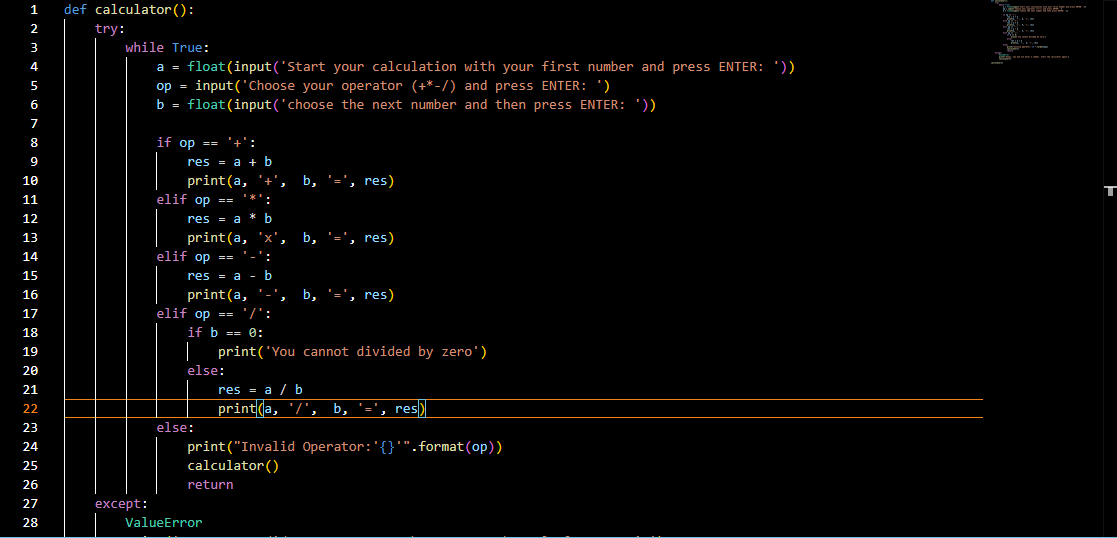 1 def calculator():
2 try:
3 while True:
4 a = float(input('Start your calculation with your first number and press ENTER: '))
5 op = input('Choose your operator (+*-/) and press ENTER: ')
6 b = float(input('choose the next number and then press ENTER: '))
7
8 if op == '+':
9 res = a + b
10 print(a, '+',  b, '=', res)
11 elif op == '*':
12 res = a * b
13 print(a, 'x',  b, '=', res)
14 elif op == '-':
15 res = a - b
16 print(a, '-',  b, '=', res)
17 elif op == '/':
18 if b == 0:
19 print('You cannot divided by zero')
20 else:
21 res = a / b
22 print(a, '/',  b, '=', res)
23 else:
24 print("Invalid Operator:'{}'".format(op))
25 calculator()
26 return
27 except:
28 ValueError